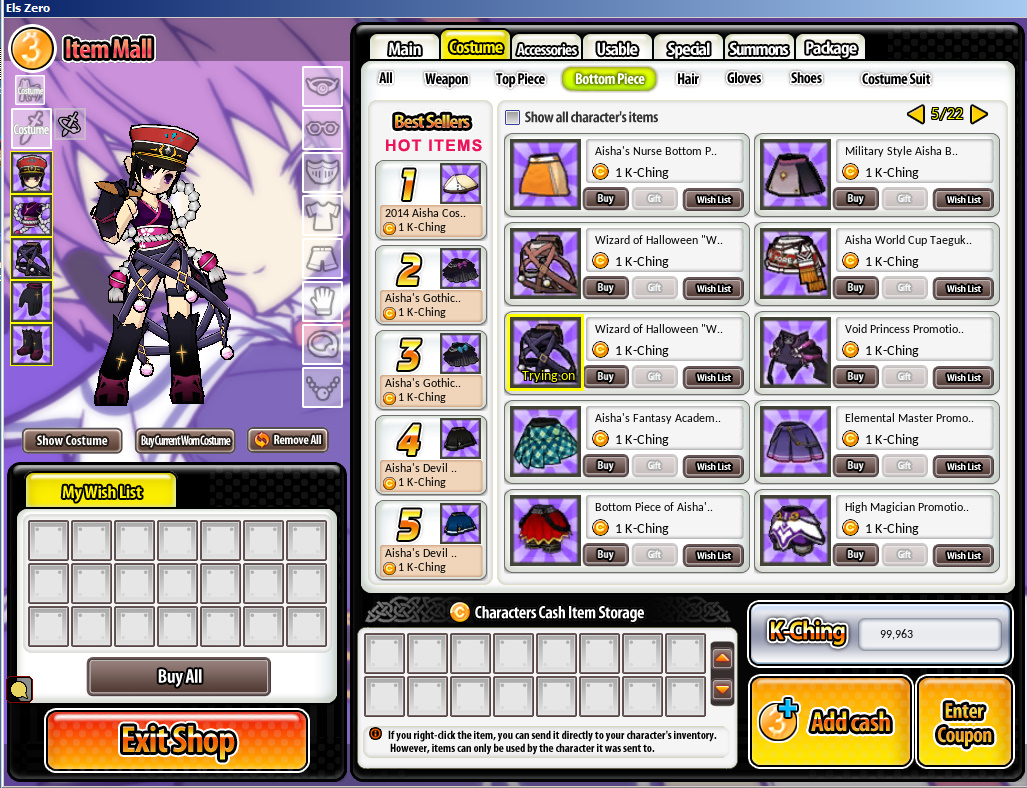 Els Zero
3 Item Mall
Main
Costume
Accessories
Usable
Special
Summons
Package
All
Weapon
Top Piece
Bottom Piece
Hair
Gloves
Shoes
Costume Suit
Costume
Costume
Best Sellers
HOT ITEMS
1
2014 Aisha Cos..
C 1 K-Ching
2
Aisha's Gothic..
C 1 K-Ching
3
Aisha's Gothic..
C 1 K-Ching
4
Aisha's Devil ..
C 1 K-Ching
5
Aisha's Devil ..
C 1 K-Ching
Show all character's items
5/22
Aisha's Nurse Bottom P..
C 1 K-Ching
Buy Gift Wish List
Military Style Aisha B..
C 1 K-Ching
Buy Gift Wish List
Wizard of Halloween "W..
C 1 K-Ching
Buy Gift Wish List
Aisha World Cup Taeguk..
C 1 K-Ching
Buy Gift Wish List
Wizard of Halloween "W..
C 1 K-Ching
Trying on
Buy Gift Wish List
Void Princess Promotio..
C 1 K-Ching
Buy Gift Wish List
Aisha's Fantasy Academ..
C 1 K-Ching
Buy Gift Wish List
Elemental Master Promo..
C 1 K-Ching
Buy Gift Wish List
Bottom Piece of Aisha'..
C 1 K-Ching
Buy Gift Wish List
High Magician Promotio..
C 1 K-Ching
Buy Gift Wish List
Show Costume
Buy Current Worn Costume
Remove All
My Wish List
Buy All
Exit Shop
C Characters Cash Item Storage
If you right-click the item, you can send it directly to your character's inventory.
However, items can only be used by the character it was sent to.
K-Ching
99,963
3 Add cash
Enter
Coupon